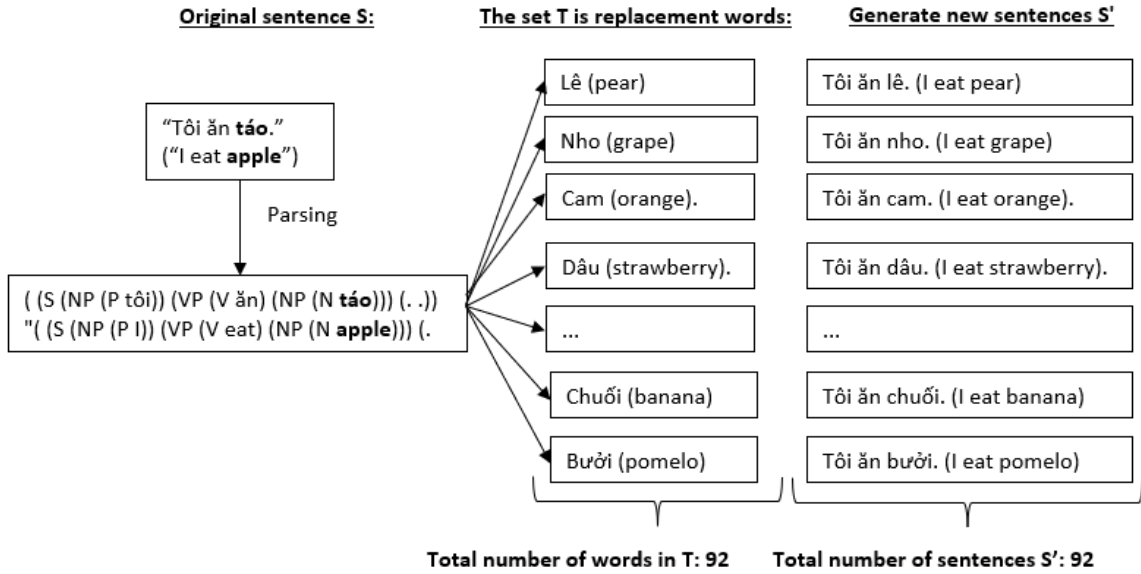 Original sentence S:
The set T is replacement words:
Generate new sentences S'
“Tôi ăn táo.”
(“I eat apple”)
Parsing
( (S (NP (P tôi)) (VP (V ăn) (NP (N táo))) (. .))
"( (S (NP (P I)) (VP (V eat) (NP (N apple))) (.
Lê (pear)
Nho (grape)
Cam (orange).
Dâu (strawberry).
...
Chuối (banana)
Bưởi (pomelo)
Tôi ăn lê. (I eat pear)
Tôi ăn nho. (I eat grape)
Tôi ăn cam. (I eat orange).
Tôi ăn dâu. (I eat strawberry).
...
Tôi ăn chuối. (I eat banana)
Tôi ăn bưởi. (I eat pomelo)
Total number of words in T: 92
Total number of sentences S’: 92